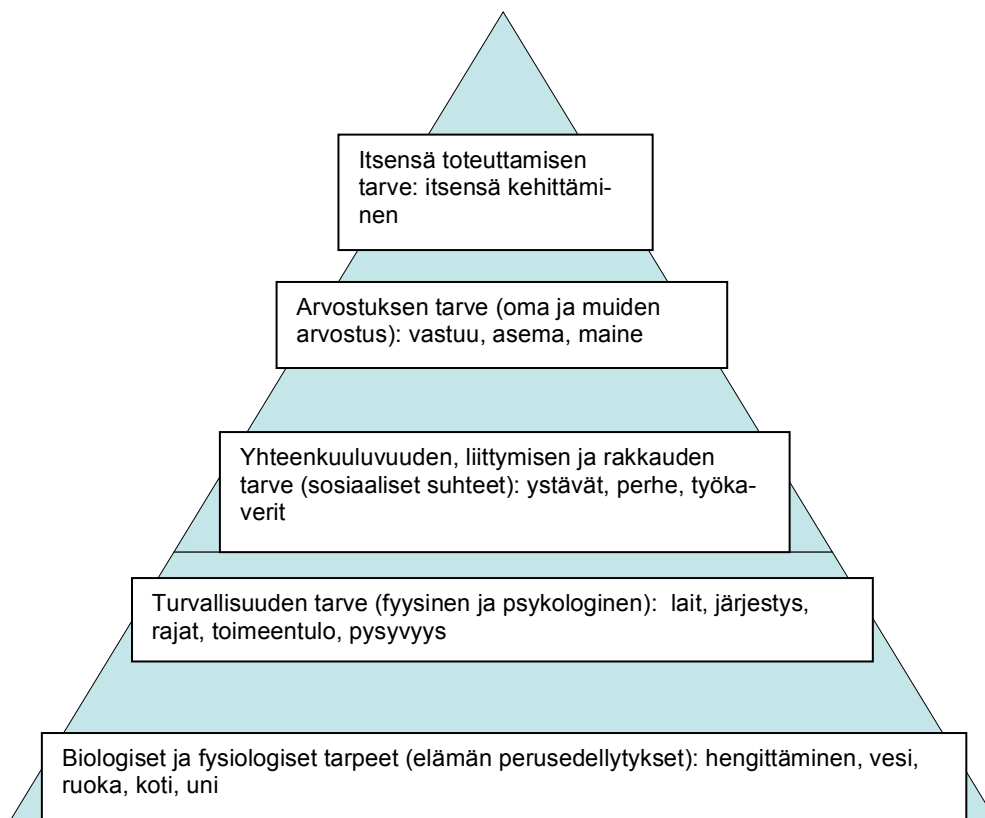 Itsensä toteuttamisen
tarve: itsensä kehittämi-
nen
Arvostuksen tarve (oma ja muiden
arvostus): vastuu, asema, maine
Yhteenkuuluvuuden, liittymisen ja rakkauden
tarve (sosiaaliset suhteet): ystävät, perhe, työka-
verit
Turvallisuuden tarve (fyysinen ja psykologinen): lait, järjestys,
rajat, toimeentulo, pysyvyys
Biologiset ja fysiologiset tarpeet (elämän perusedellytykset): hengittäminen, vesi,
ruoka, koti, uni